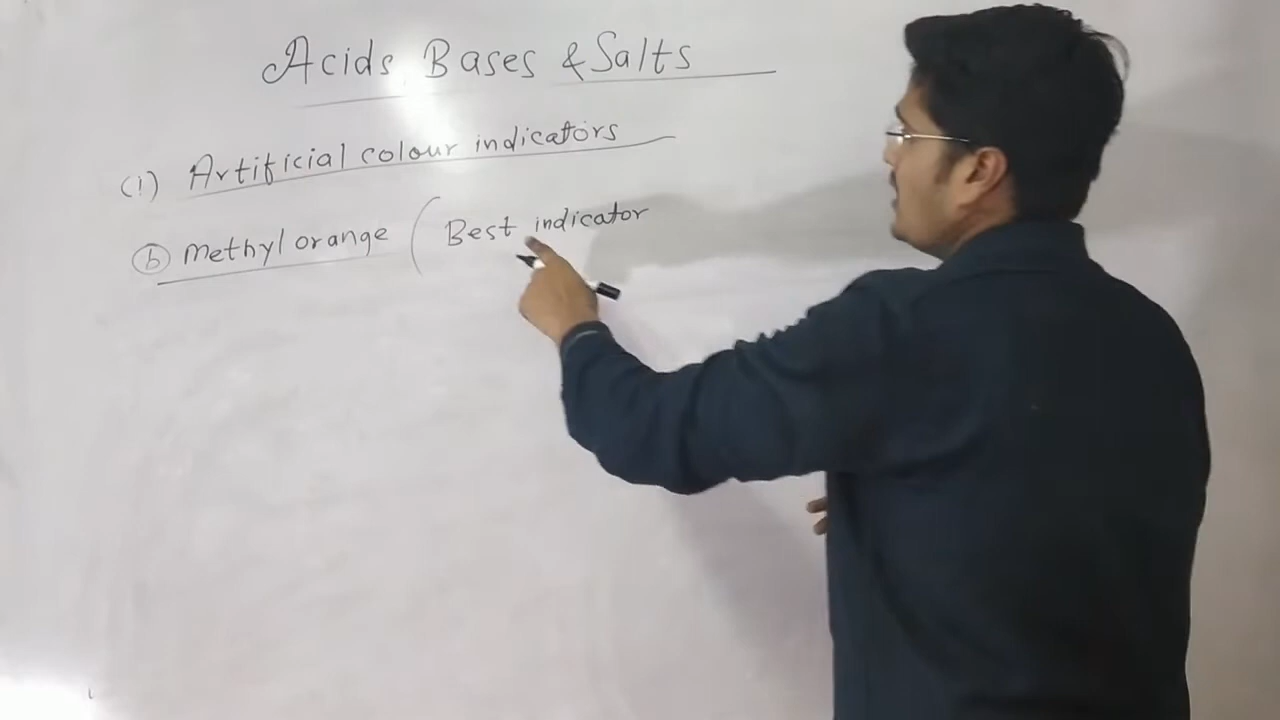 Acids Bases & Salts
(1) Artificial colour indicators
(b) Methyl orange ( Best indicator